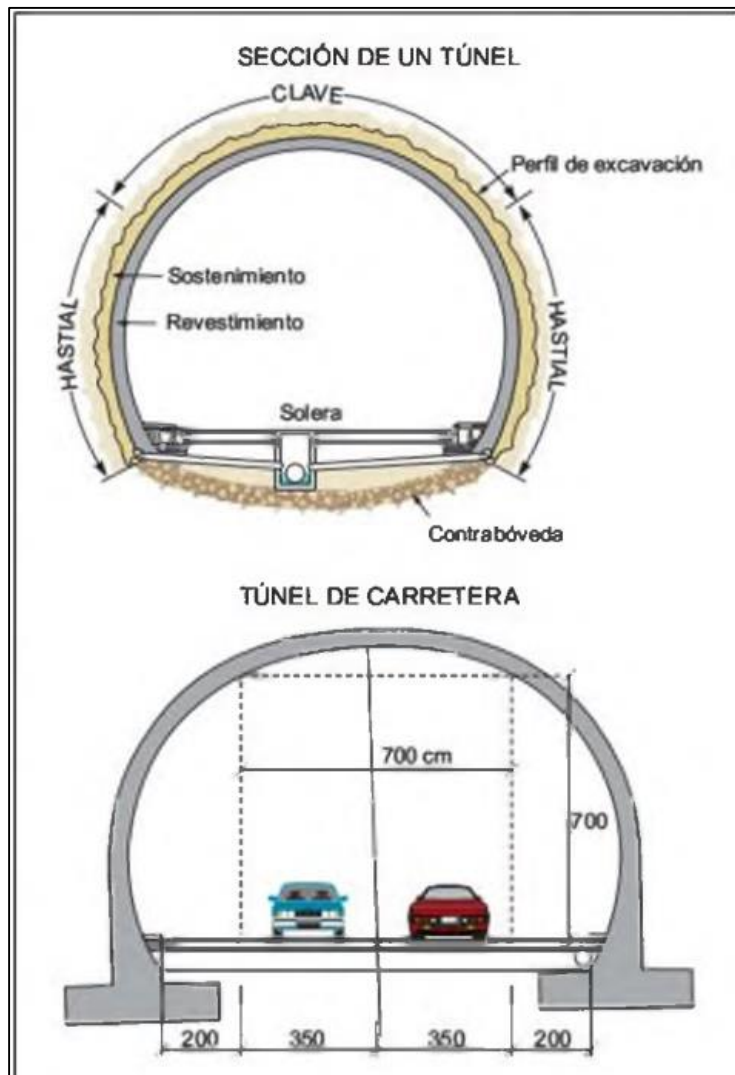 SECCIÓN DE UN TÚNEL
CLAVE
Perfil de excavación
HASTIAL
Sostenimiento
Revestimiento
HASTIAL
Solera
Contrabóveda
TÚNEL DE CARRETERA
700 cm
700
200 350 350 200